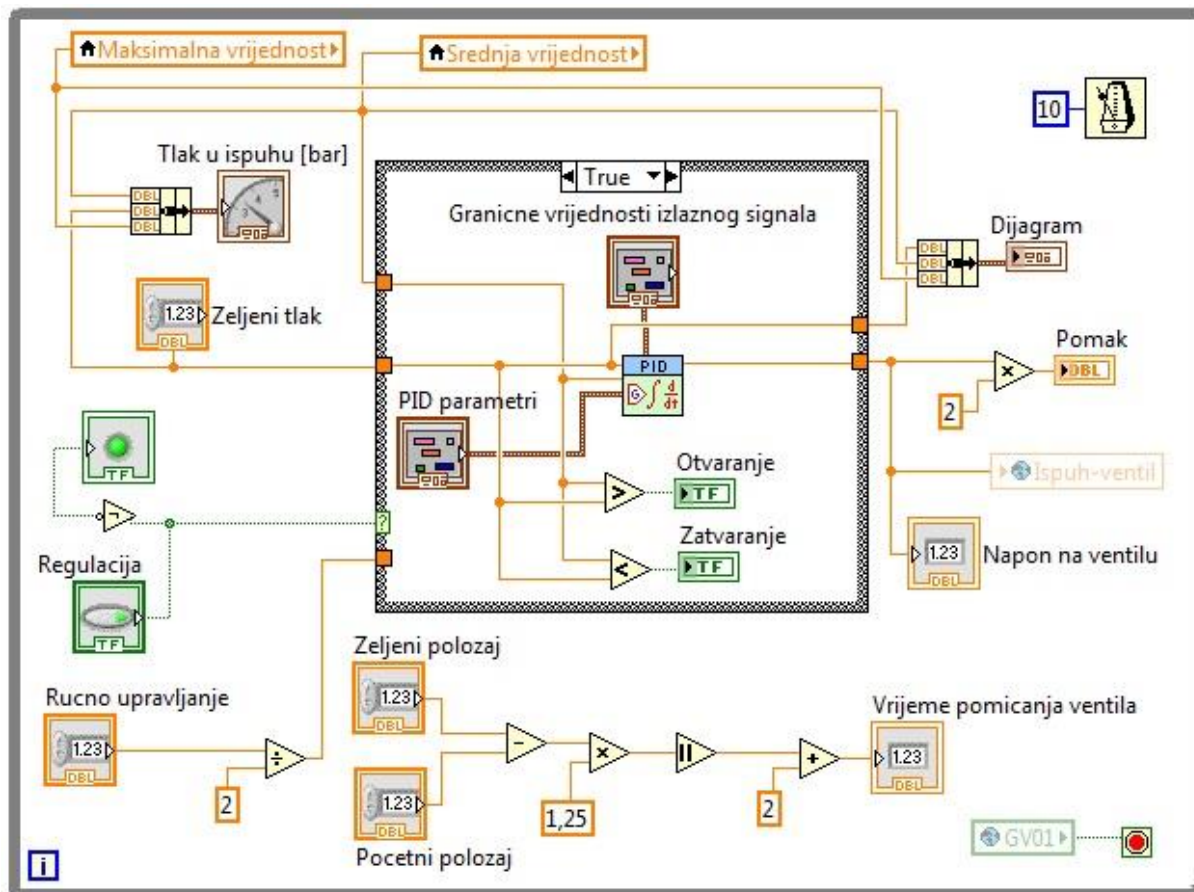 Maksimalna vrijednost
Srednja vrijednost
10
Tlak u ispuhu [bar]
True
Granicne vrijednosti izlaznog signala
DBL
DBL
DBL
Dijagram
DBL
DBL
DBL
1.23
DBL
Zeljeni tlak
PID
G
d
dt
Pomak
×
DBL
2
PID parametri
TF
Otvaranje
>
TF
Ispuh-ventil
?
Zatvaranje
<
TF
1.23
DBL
Napon na ventilu
Regulacija
TF
Zeljeni polozaj
1.23
DBL
Rucno upravljanje
1.23
DBL
÷
2
Vrijeme pomicanja ventila
1.23
DBL
-
×
||
+
1.23
DBL
1,25
2
Pocetni polozaj
GV01
i